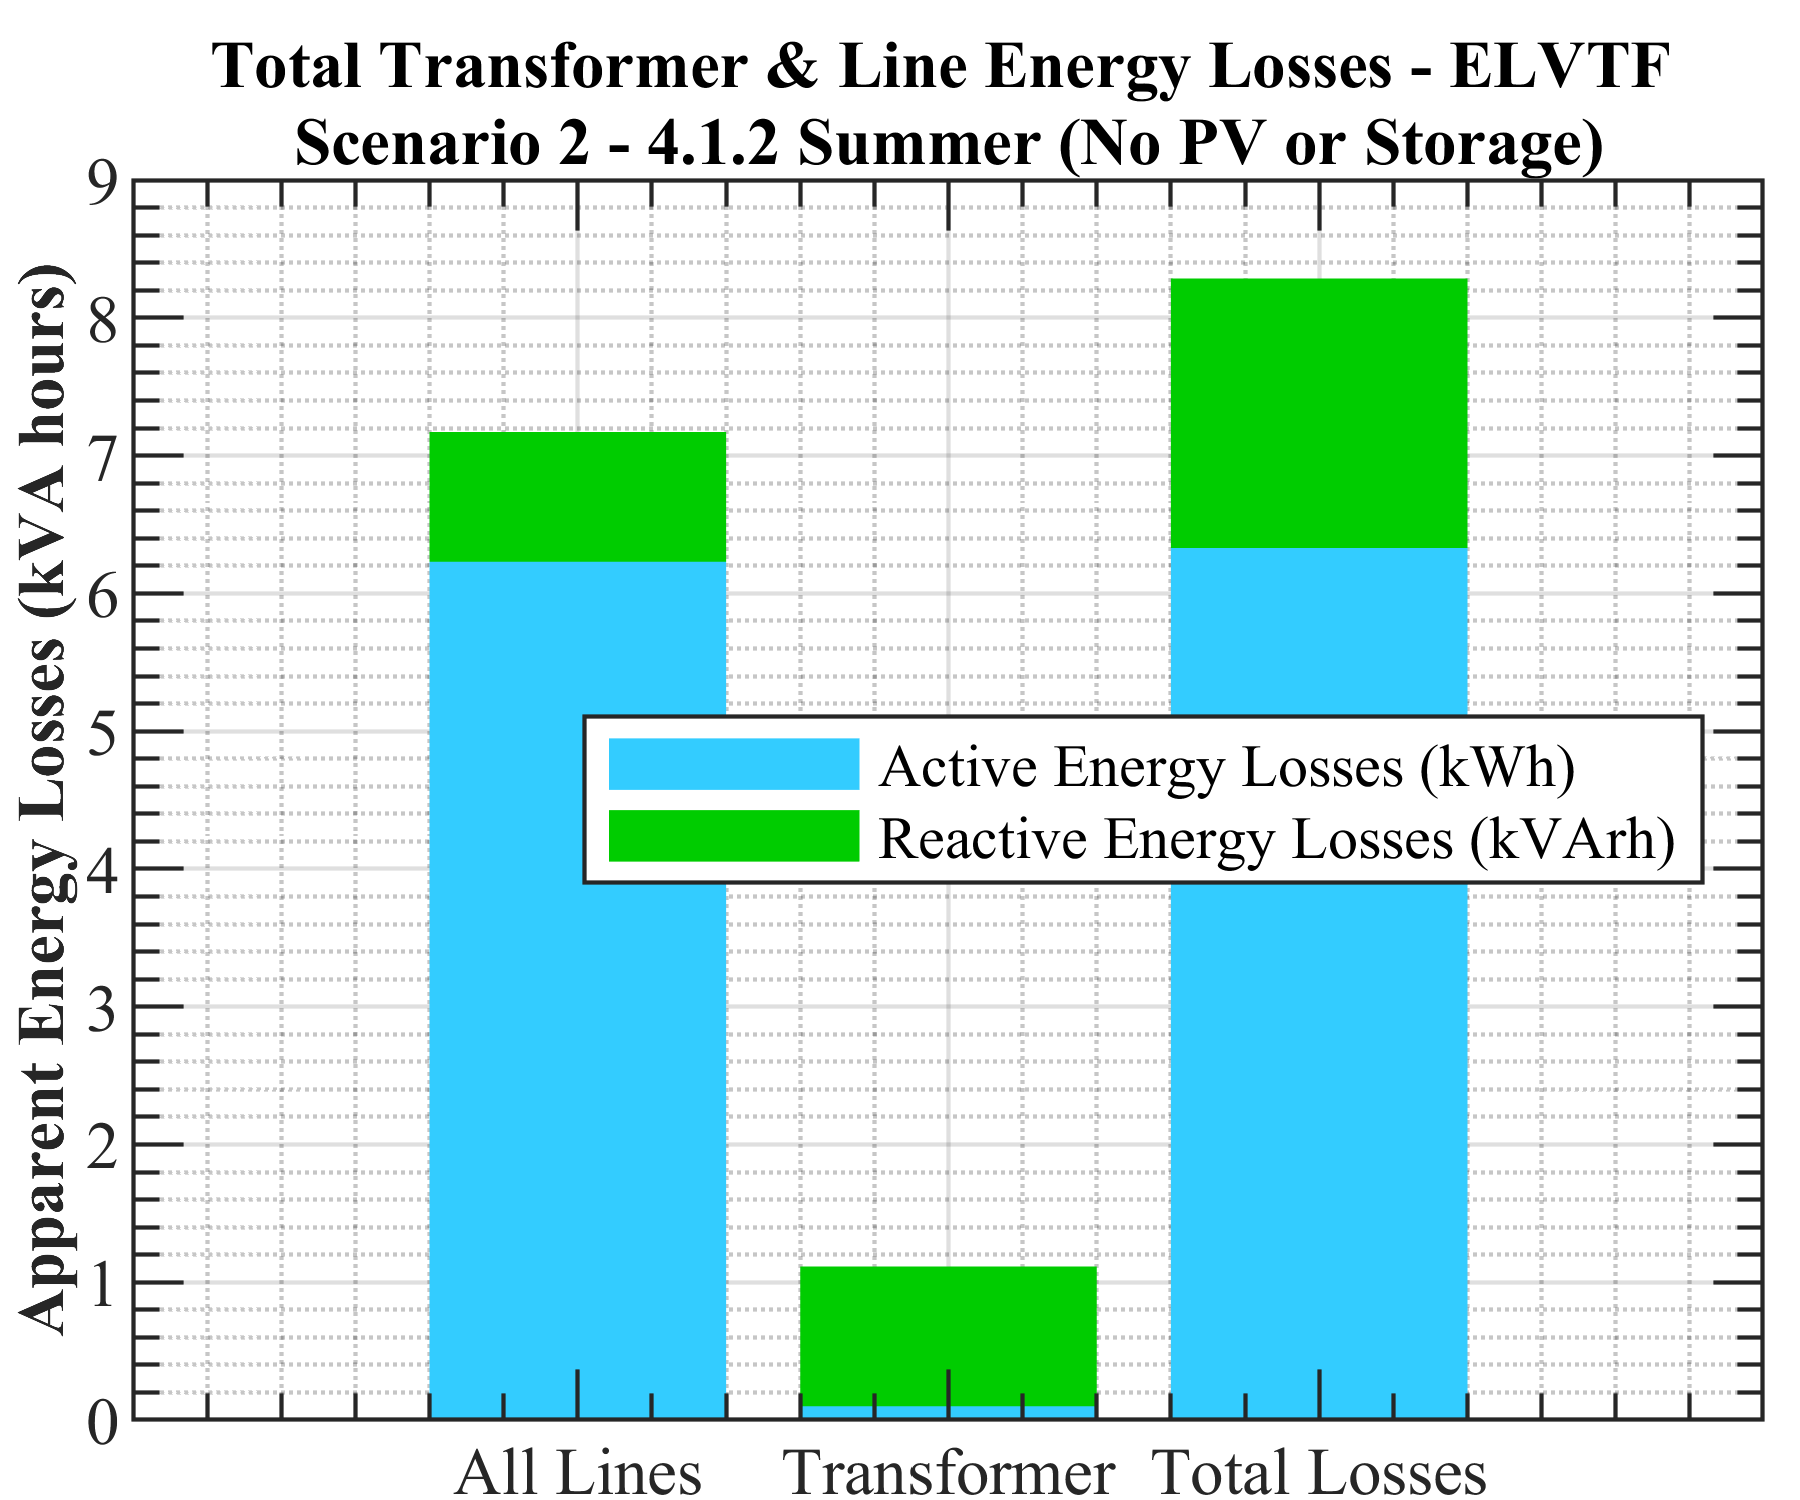 Total Transformer & Line Energy Losses - ELVTF
Scenario 2 - 4.1.2 Summer (No PV or Storage)
Apparent Energy Losses (kVA hours)
9
8
7
6
5
4
3
2
1
0
Active Energy Losses (kWh)
Reactive Energy Losses (kVArh)
All Lines
Transformer
Total Losses